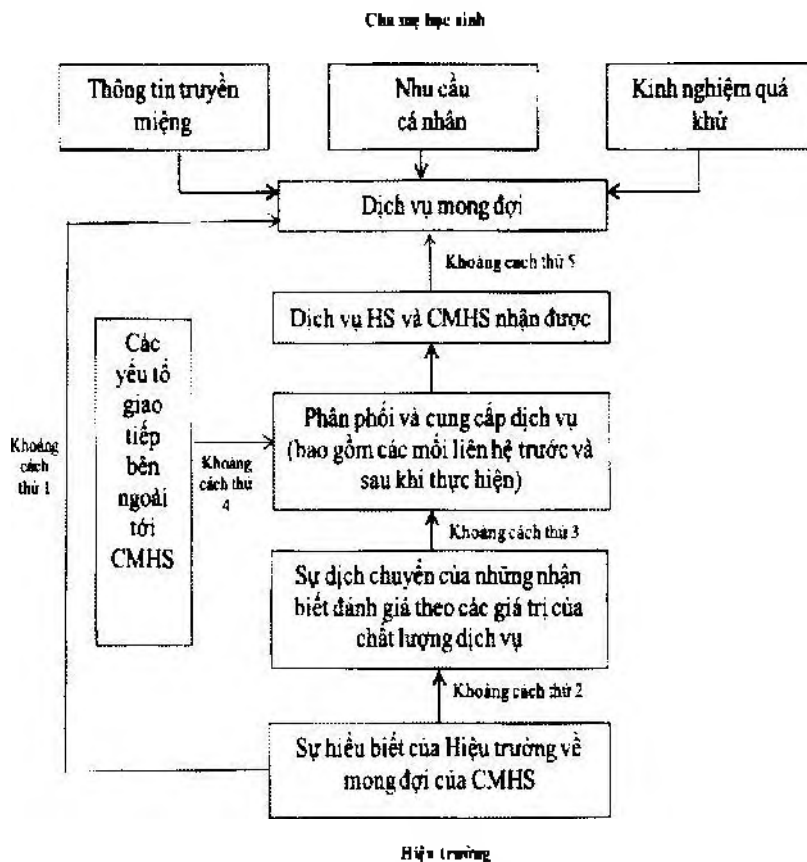 Cha mẹ học sinh
Thông tin truyền
miệng
Nhu cầu
cá nhân
Kinh nghiệm quá
khứ
Dịch vụ mong đợi
Khoảng cách thứ 5
Dịch vụ HS và CMHS nhận được
Các
yếu tố
giao
tiếp
bên
ngoài
tới
CMHS
Phân phối và cung cấp dịch vụ
(bao gồm các mối liên hệ trước và
sau khi thực hiện)
Khoảng
cách
thứ 1
Khoảng
cách thứ
4
Khoảng cách thứ 3
Sự dịch chuyển của những nhận
biết đánh giá theo các giá trị của
chất lượng dịch vụ
Khoảng cách thứ 2
Sự hiểu biết của Hiệu trưởng về
mong đợi của CMHS
Hiệu trưởng